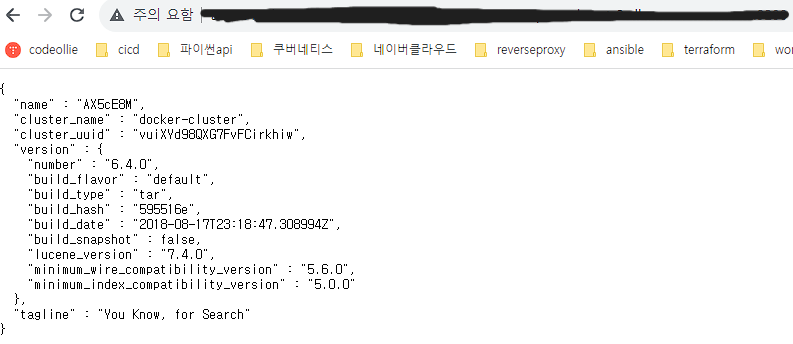 주의 요함
codeollie cicd 파이썬api 쿠버네티스 네이버클라우드 reverseproxy ansible terraform wor
{
"name" : "AX5cE8M",
"cluster_name" : "docker-cluster",
"cluster_uuid" : "vuiXYd98QXG7FvFCirkhiw",
"version" : {
"number" : "6.4.0",
"build_flavor" : "default",
"build_type" : "tar",
"build_hash" : "595516e",
"build_date" : "2018-08-17T23:18:47.308994Z",
"build_snapshot" : false,
"lucene_version" : "7.4.0",
"minimum_wire_compatibility_version" : "5.6.0",
"minimum_index_compatibility_version" : "5.0.0"
},
"tagline" : "You Know, for Search"
}